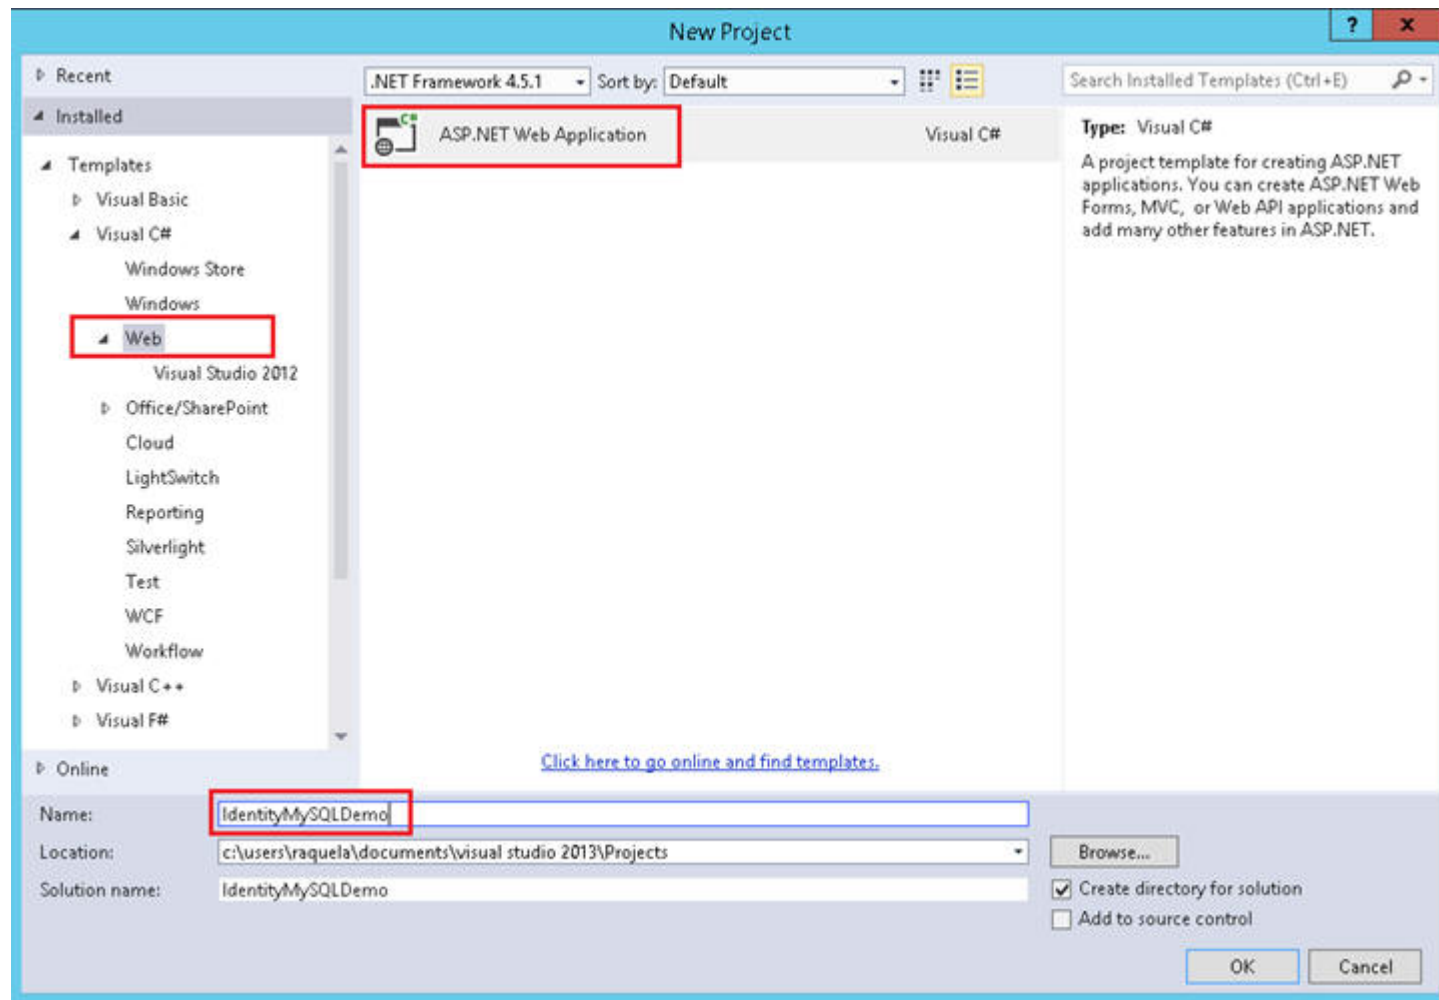 New Project
?
x
Recent
.NET Framework 4.5.1
Sort by:
Default
Search Installed Templates (Ctrl+E)
Installed
Templates
Visual Basic
Visual C#
Windows Store
Windows
Web
Visual Studio 2012
Office/SharePoint
Cloud
LightSwitch
Reporting
Silverlight
Test
WCF
Workflow
Visual C++
Visual F#
Online
C#
ASP.NET Web Application
Visual C#
Click here to go online and find templates.
Type: Visual C#
A project template for creating ASP.NET
applications. You can create ASP.NET Web
Forms, MVC, or Web API applications and
add many other features in ASP.NET.
Name:
IdentityMySQLDemo
Location:
c:\users\raquela\documents\visual studio 2013\Projects
Browse...
Solution name:
IdentityMySQLDemo
Create directory for solution
Add to source control
OK
Cancel